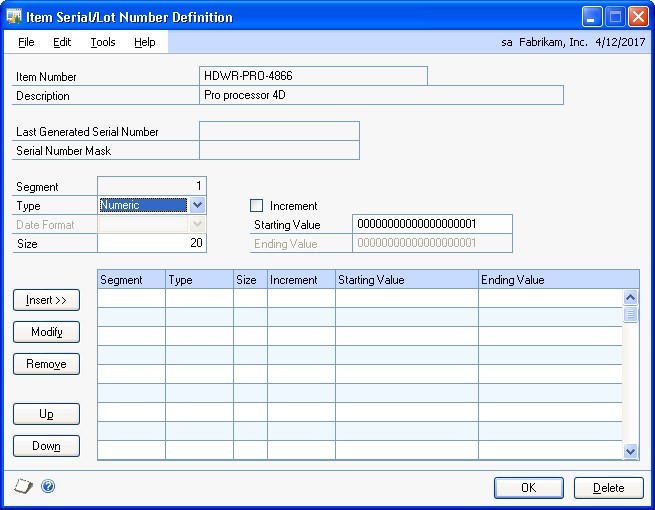 Item Serial/Lot Number Definition
File Edit Tools Help sa Fabrikam, Inc. 4/12/2017
Item Number HDWR-PRO-4866
Description Pro processor 4D
Last Generated Serial Number
Serial Number Mask
Segment 1
Type Numeric Increment
Date Format Starting Value 00000000000000000001
Size 20 Ending Value 00000000000000000001
Segment Type Size Increment Starting Value Ending Value
Insert >>
Modify
Remove
Up
Down
OK Delete